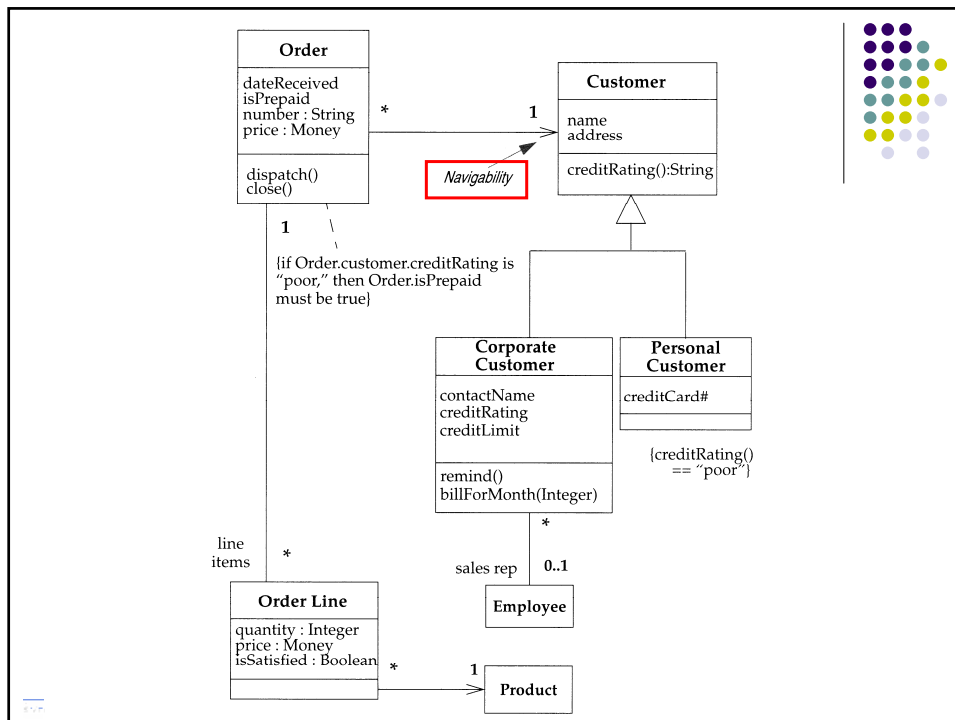 Order
dateReceived
isPrepaid
number : String
price : Money
dispatch()
close()
*
1
Navigability
Customer
name
address
creditRating():String
1
{if Order.customer.creditRating is
“poor,” then Order.isPrepaid
must be true}
Corporate
Customer
contactName
creditRating
creditLimit
remind()
billForMonth(Integer)
Personal
Customer
creditCard#
{creditRating()
== “poor”}
line
items
*
*
sales rep
0..1
Employee
Order Line
quantity : Integer
price : Money
isSatisfied : Boolean
*
1
Product